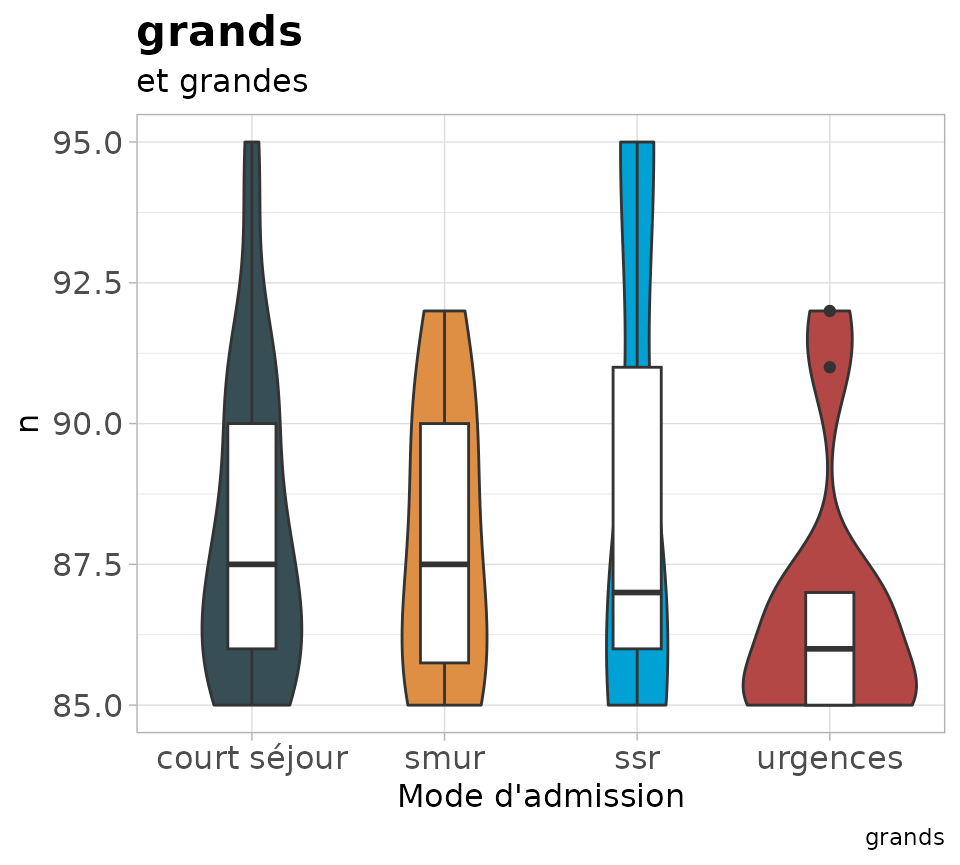 grands
et grandes
95.0
92.5
90.0
87.5
85.0
n
court séjour smur ssr urgences
Mode d'admission
grands